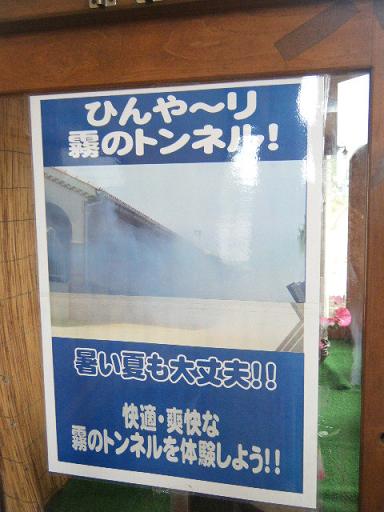 ひんや～り
霧のトンネル!
暑い夏も大丈夫!!
快適・爽快な
霧のトンネルを体験しよう!!